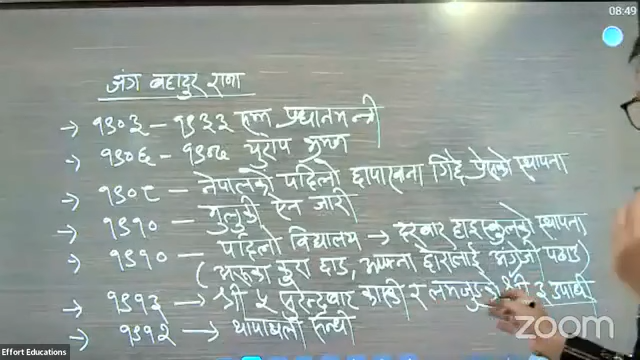 08:49
जंग बहादुर राणा
→ १९०३ - १९३३ सम्म प्रधानमन्त्री
→ १९०६ - १९०७ युरोप भ्रमण
→ १९०८ - नेपालको पहिलो छापाखाना गिद्दे प्रेसको स्थापना
→ १९१० - मुलुकी ऐन जारी
→ १९१० - पहिलो विद्यालय → दरबार हाइस्कुलको स्थापना
(अरुका कुरा छाड, आफ्ना छोरालाई अंग्रेजी पढाउ)
→ १९१३ → श्री ५ सुरेन्द्रबाट कास्की र लमजुङको श्री ३ उपाधी
→ १९१२ → थापाथली सन्धी
Effort Educations
zoom